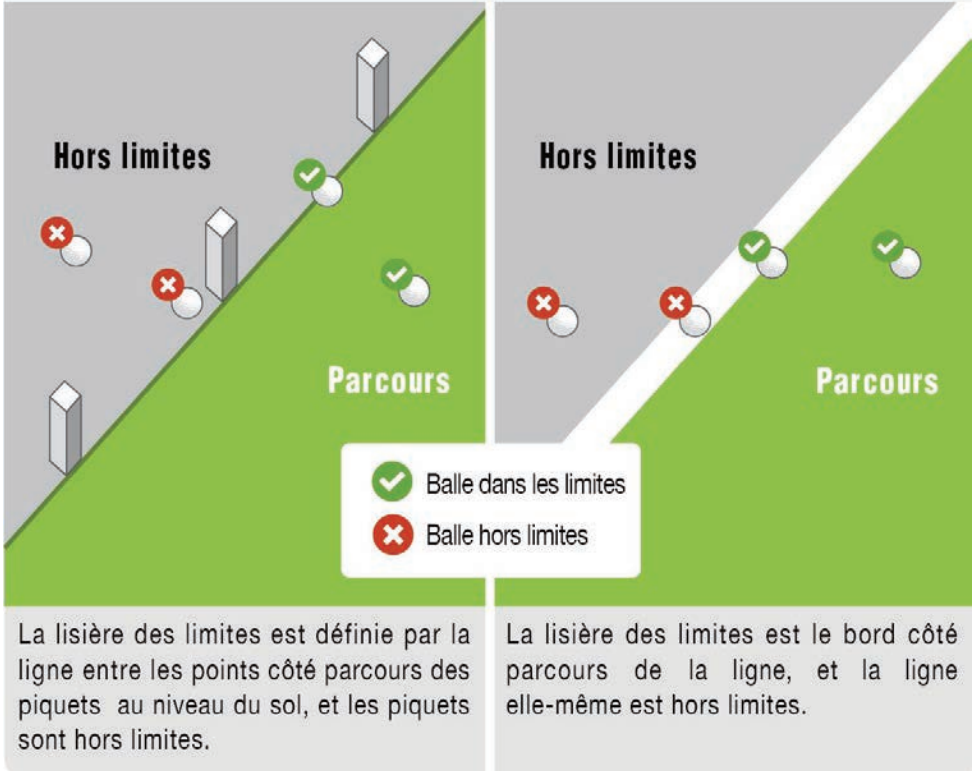 Hors limites
Parcours
Hors limites
Parcours
Balle dans les limites
Balle hors limites
La lisière des limites est définie par la
ligne entre les points côté parcours des
piquets au niveau du sol, et les piquets
sont hors limites.
La lisière des limites est le bord côté
parcours de la ligne, et la ligne
elle-même est hors limites.